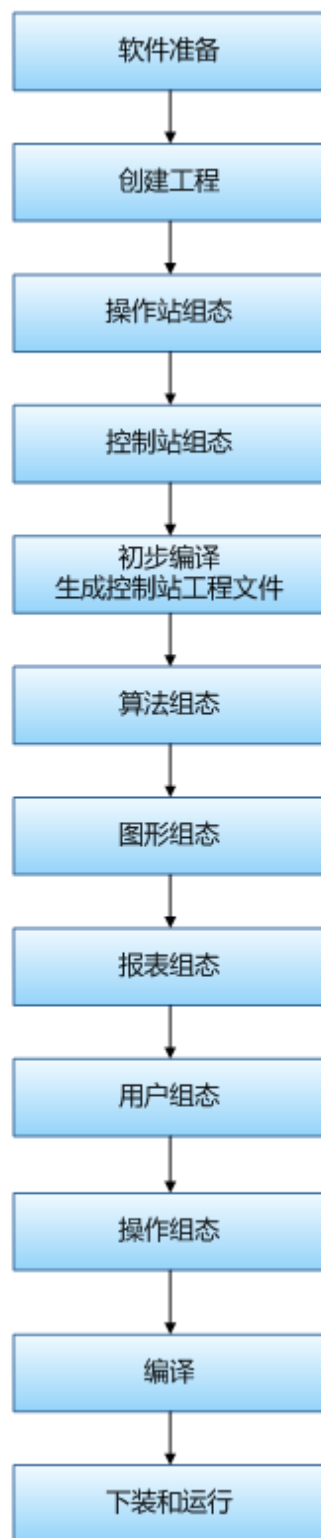 软件准备
创建工程
操作站组态
控制站组态
初步编译
生成控制站工程文件
算法组态
图形组态
报表组态
用户组态
操作组态
编译
下装和运行